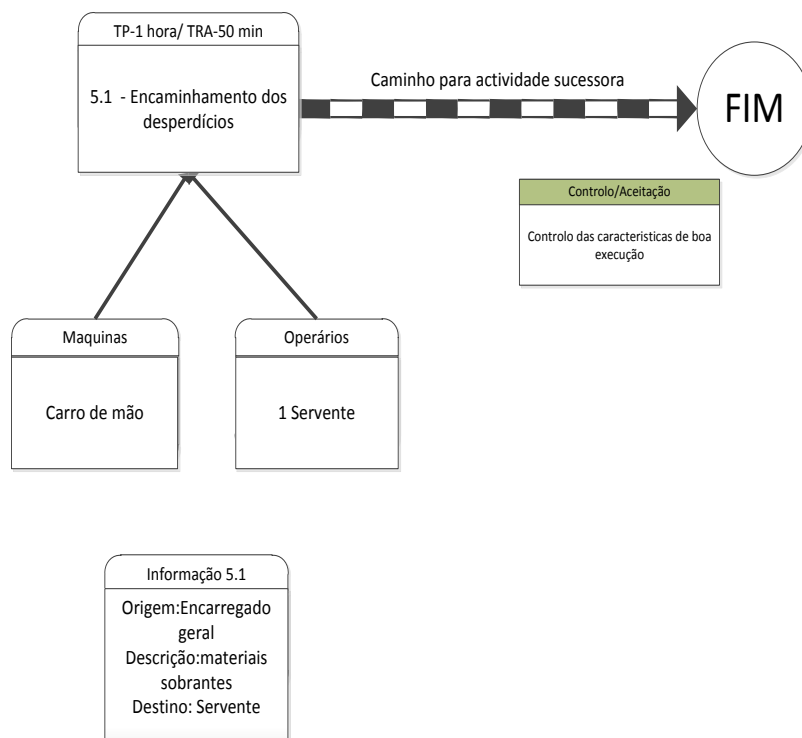 TP-1 hora/ TRA-50 min
5.1 - Encaminhamento dos
desperdícios
Caminho para actividade sucessora
FIM
Controlo/Aceitação
Controlo das caracteristicas de boa
execução
Maquinas
Carro de mão
Operários
1 Servente
Informação 5.1
Origem:Encarregado
geral
Descrição:materiais
sobrantes
Destino: Servente